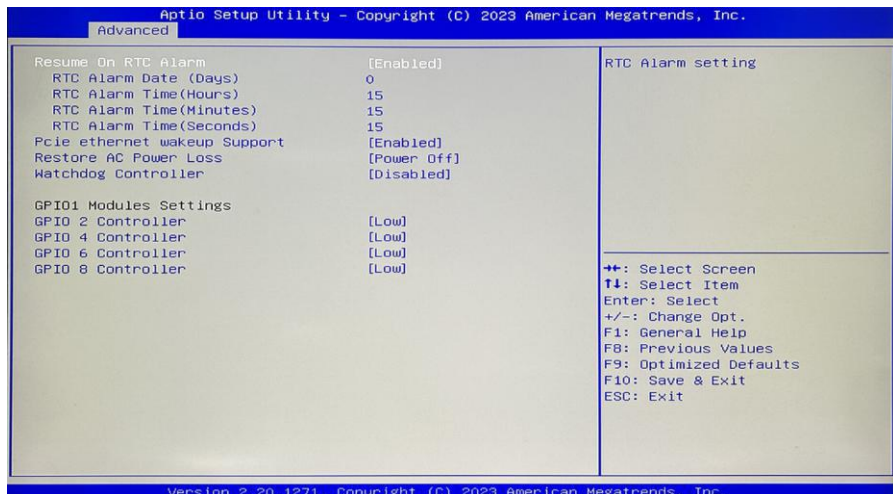 Aptio Setup Utility - Copyright (C) 2023 American Megatrends, Inc.
Advanced
Resume On RTC Alarm [Enabled]
RTC Alarm Date (Days) 0
RTC Alarm Time(Hours) 15
RTC Alarm Time(Minutes) 15
RTC Alarm Time(Seconds) 15
Pcie ethernet wakeup Support [Enabled]
Restore AC Power Loss [Power Off]
Watchdog Controller [Disabled]
GPIO1 Modules Settings
GPIO 2 Controller [Low]
GPIO 4 Controller [Low]
GPIO 6 Controller [Low]
GPIO 8 Controller [Low]
RTC Alarm setting
→←: Select Screen
↑↓: Select Item
Enter: Select
+/-: Change Opt.
F1: General Help
F8: Previous Values
F9: Optimized Defaults
F10: Save & Exit
ESC: Exit
Version 2.20.1271. Copyright (C) 2023 American Megatrends, Inc.